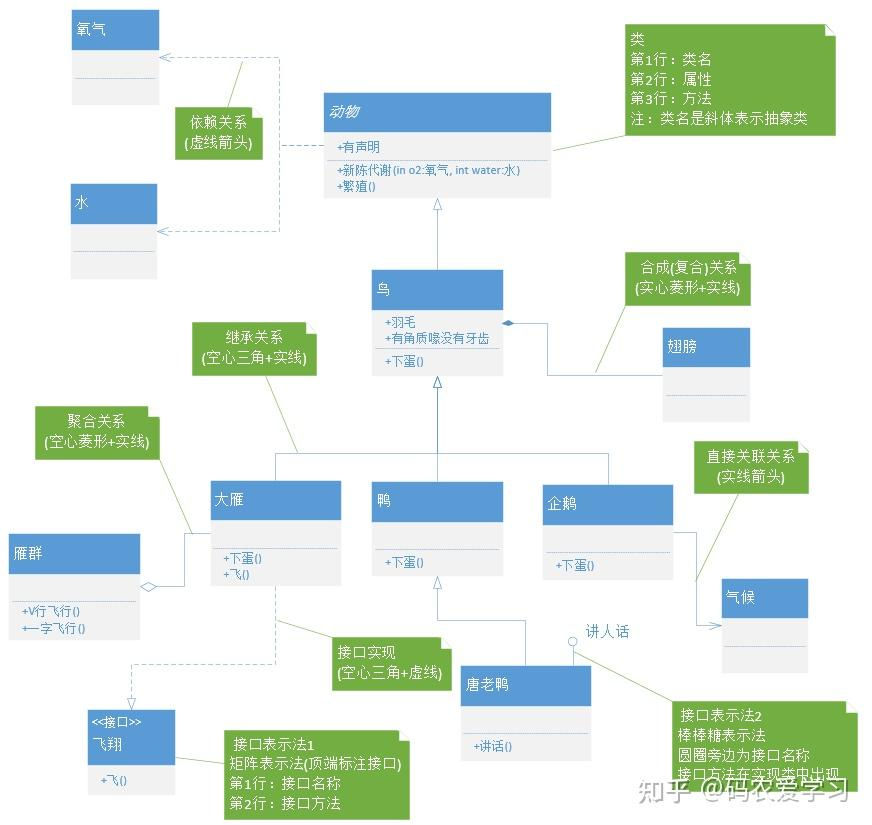 氧气
类
第1行：类名
第2行：属性
第3行：方法
注：类名是斜体表示抽象类
动物
+有声明
+新陈代谢(in o2:氧气, int water:水)
+繁殖()
依赖关系
(虚线箭头)
水
鸟
+羽毛
+有角质喙没有牙齿
+下蛋()
合成(复合)关系
(实心菱形+实线)
翅膀
继承关系
(空心三角+实线)
聚合关系
(空心菱形+实线)
直接关联关系
(实线箭头)
大雁
+下蛋()
+飞()
鸭
+下蛋()
企鹅
+下蛋()
雁群
+V行飞行()
+一字飞行()
气候
讲人话
接口实现
(空心三角+虚线)
唐老鸭
+讲话()
<<接口>>
飞翔
+飞()
接口表示法1
矩阵表示法(顶端标注接口)
第1行：接口名称
第2行：接口方法
接口表示法2
棒棒糖表示法
圆圈旁边为接口名称
接口方法在实现类中出现
知乎 @码农爱学习